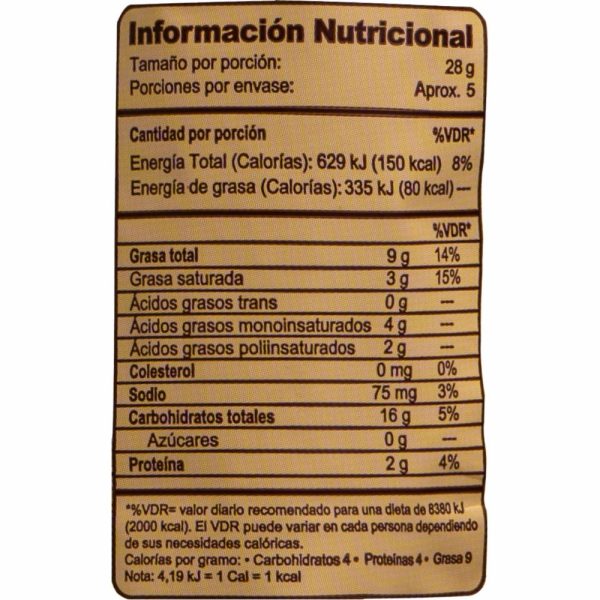 Información Nutricional
Tamaño por porción: 28 g
Porciones por envase: Aprox. 5
Cantidad por porción %VDR*
Energía Total (Calorías): 629 kJ (150 kcal) 8%
Energía de grasa (Calorías): 335 kJ (80 kcal) ---
%VDR*
Grasa total 9 g 14%
Grasa saturada 3 g 15%
Ácidos grasos trans 0 g ---
Ácidos grasos monoinsaturados 4 g ---
Ácidos grasos poliinsaturados 2 g ---
Colesterol 0 mg 0%
Sodio 75 mg 3%
Carbohidratos totales 16 g 5%
Azúcares 0 g ---
Proteína 2 g 4%
*%VDR= valor diario recomendado para una dieta de 8380 kJ
(2000 kcal). El VDR puede variar en cada persona dependiendo
de sus necesidades calóricas.
Calorías por gramo: • Carbohidratos 4 • Proteínas 4 • Grasa 9
Nota: 4,19 kJ = 1 Cal = 1 kcal